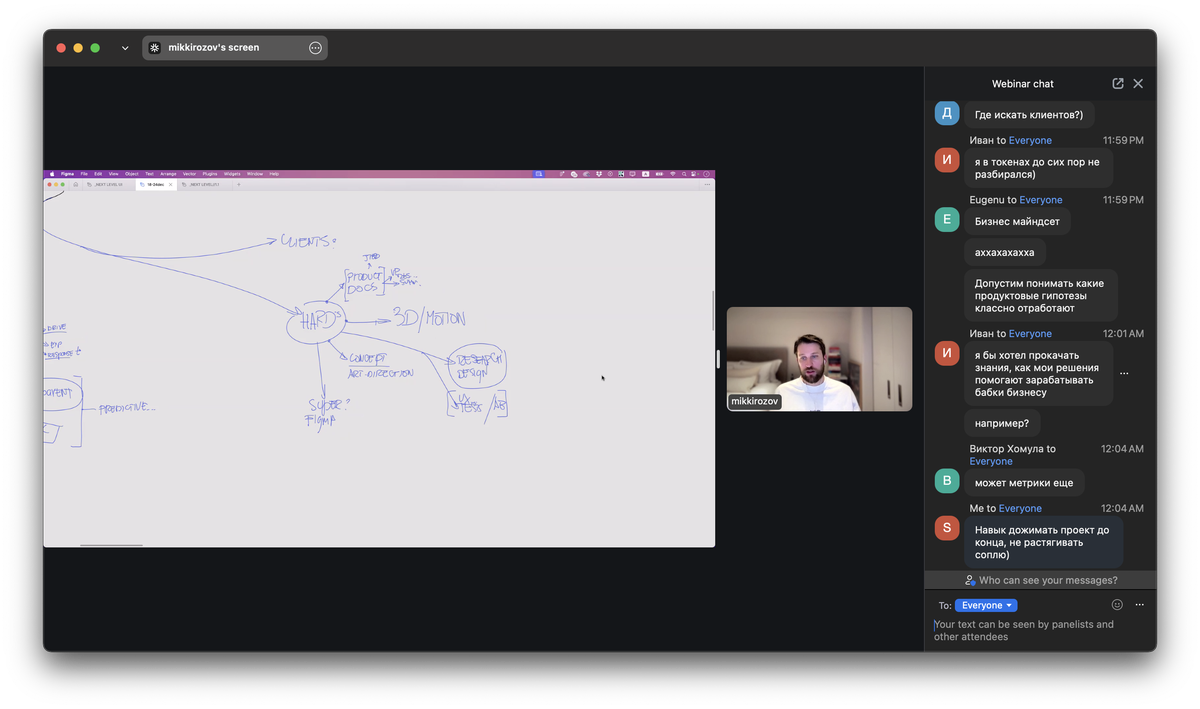 mikkirozov's screen
Figma File Edit View Object Text Arrange Vector Plugins Widgets Window Help
CLIENTS?
PRODUCT
DOCS
HARD'S
3D/MOTION
CONCEPT
ART-DIRECTION
RESEARCH
DESIGN
UX
TESS / AB
SUPER?
FIGMA
DRIVE
PREDICTIVE...
mikkirozov
Webinar chat
Д
Где искать клиентов?)
Иван to Everyone 11:59 PM
И
я в токенах до сих пор не
разбирался)
Eugenu to Everyone 11:59 PM
E
Бизнес майндсет
аххахахахха
Допустим понимать какие
продуктовые гипотезы
классно отработают
Иван to Everyone 12:01 AM
И
я бы хотел прокачать
знания, как мои решения
помогают зарабатывать
бабки бизнесу
например?
Виктор Хомула to 12:04 AM
Everyone
В
может метрики еще
Me to Everyone 12:04 AM
S
Навык дожимать проект до
конца, не растягивать
соплю)
Who can see your messages?
To: Everyone
Your text can be seen by panelists and
other attendees